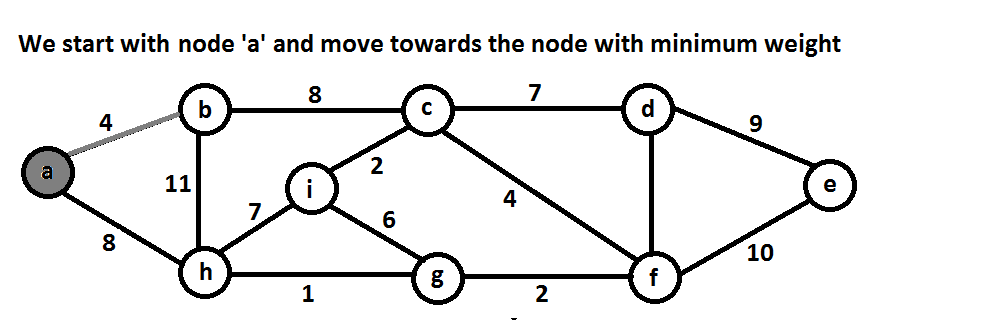 We start with node 'a' and move towards the node with minimum weight
8 7
b c d
4 9
a 11 i 2 e
7 6 4
8 10
h g f
1 2